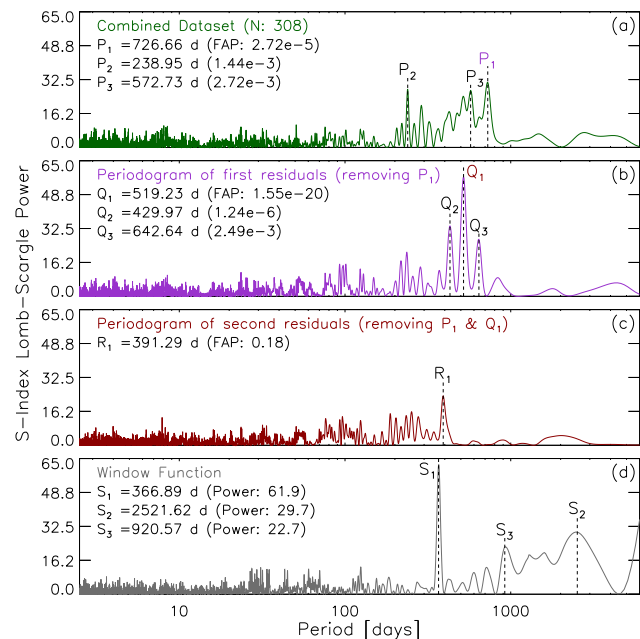 S-Index Lomb-Scargle Power
65.0
48.8
32.5
16.2
0.0
Combined Dataset (N: 308)
(a)
P1 =726.66 d (FAP: 2.72e-5)
P2 =238.95 d (1.44e-3)
P3 =572.73 d (2.72e-3)
P2
P3
P1
65.0
48.8
32.5
16.2
0.0
Periodogram of first residuals (removing P1)
(b)
Q1 =519.23 d (FAP: 1.55e-20)
Q2 =429.97 d (1.24e-6)
Q3 =642.64 d (2.49e-3)
Q1
Q2
Q3
65.0
48.8
32.5
16.2
0.0
Periodogram of second residuals (removing P1 & Q1)
(c)
R1 =391.29 d (FAP: 0.18)
R1
65.0
48.8
32.5
16.2
0.0
Window Function
(d)
S1 =366.89 d (Power: 61.9)
S2 =2521.62 d (Power: 29.7)
S3 =920.57 d (Power: 22.7)
S1
S3
S2
10
100
1000
Period [days]